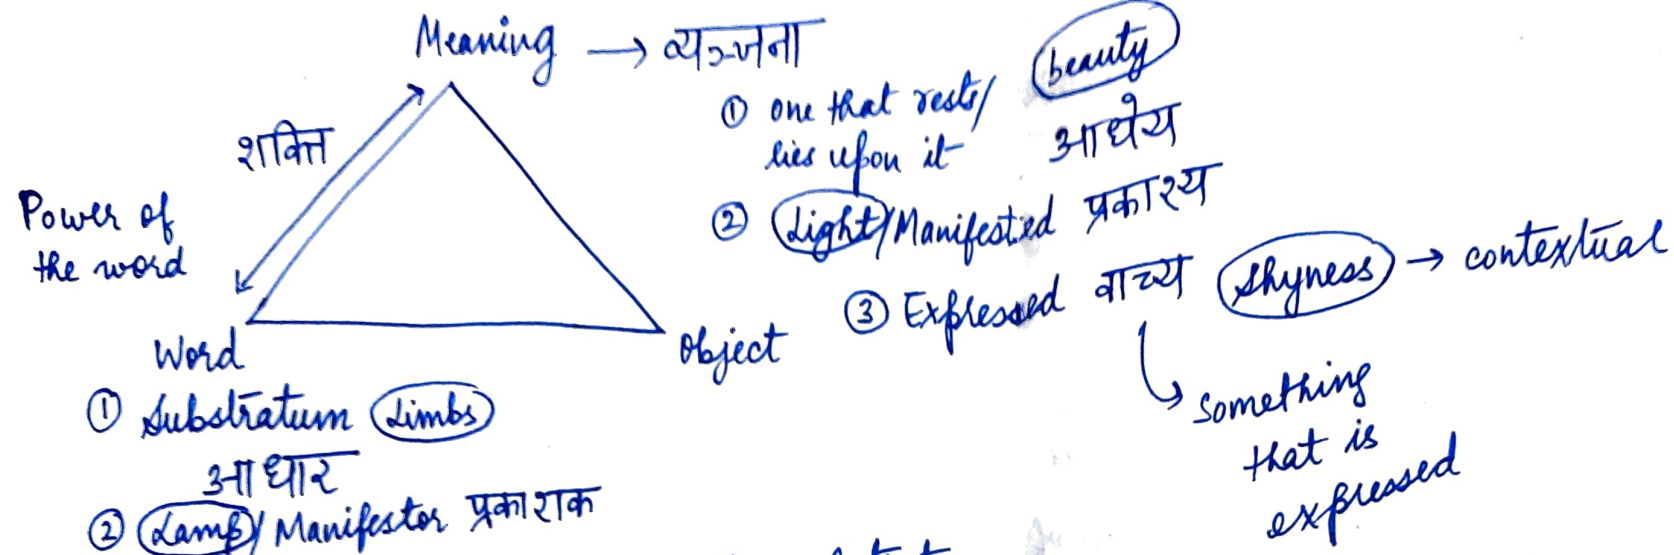 Meaning → व्यञ्जना
beauty
① one that rests/
lies upon it आधेय
शक्ति
Power of
the word
② Light/Manifested प्रकाश्य
③ Expressed वाच्य shyness → contextual
Word
Object
something
that is
expressed
① Substratum Limbs
आधार
② Lamp/Manifestor प्रकाशक